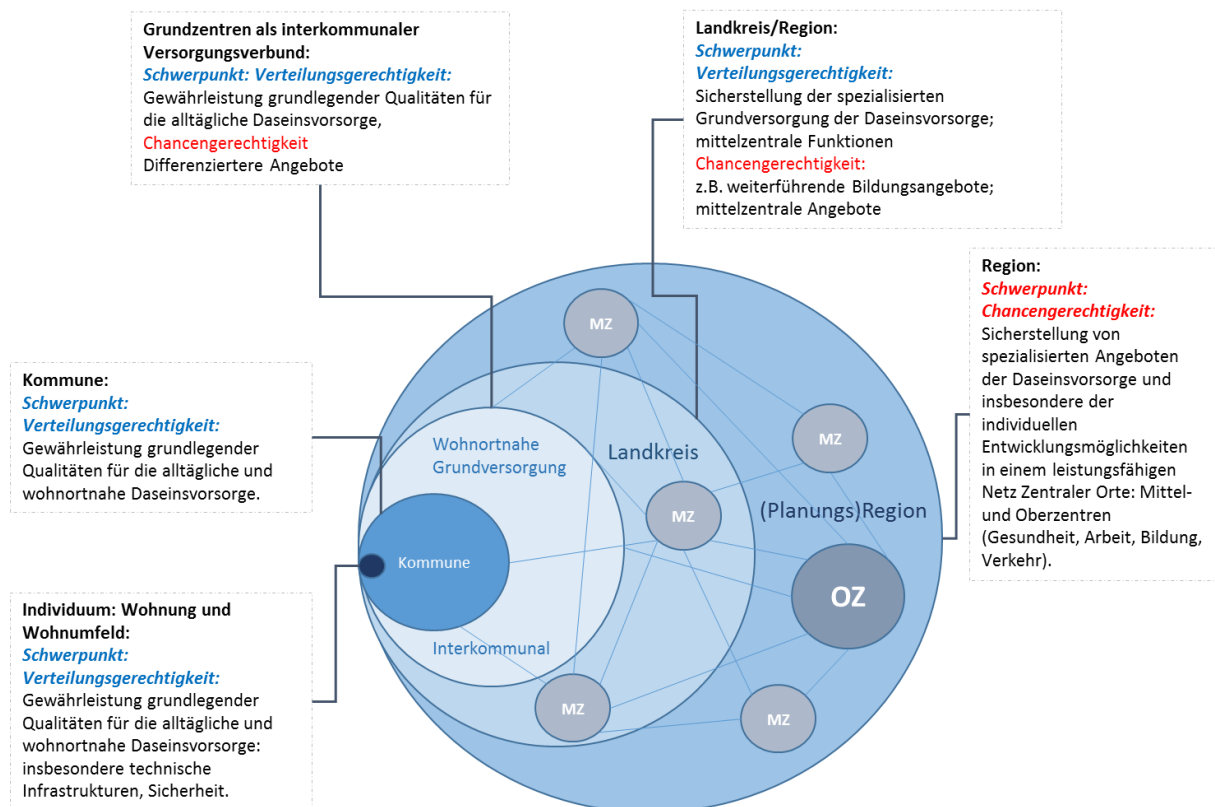 Grundzentren als interkommunaler
Versorgungsverbund:
Schwerpunkt: Verteilungsgerechtigkeit:
Gewährleistung grundlegender Qualitäten für
die alltägliche Daseinsvorsorge,
Chancengerechtigkeit
Differenziertere Angebote
Landkreis/Region:
Schwerpunkt:
Verteilungsgerechtigkeit:
Sicherstellung der spezialisierten
Grundversorgung der Daseinsvorsorge;
mittelzentrale Funktionen
Chancengerechtigkeit:
z.B. weiterführende Bildungsangebote;
mittelzentrale Angebote
Region:
Schwerpunkt:
Chancengerechtigkeit:
Sicherstellung von
spezialisierten Angeboten
der Daseinsvorsorge und
insbesondere der
individuellen
Entwicklungsmöglichkeiten
in einem leistungsfähigen
Netz Zentraler Orte: Mittel-
und Oberzentren
(Gesundheit, Arbeit, Bildung,
Verkehr).
Kommune:
Schwerpunkt:
Verteilungsgerechtigkeit:
Gewährleistung grundlegender
Qualitäten für die alltägliche und
wohnortnahe Daseinsvorsorge.
Individuum: Wohnung und
Wohnumfeld:
Schwerpunkt:
Verteilungsgerechtigkeit:
Gewährleistung grundlegender
Qualitäten für die alltägliche und
wohnortnahe Daseinsvorsorge:
insbesondere technische
Infrastrukturen, Sicherheit.
MZ
MZ
Wohnortnahe
Grundversorgung
Landkreis
MZ
(Planungs)Region
Kommune
OZ
Interkommunal
MZ
MZ